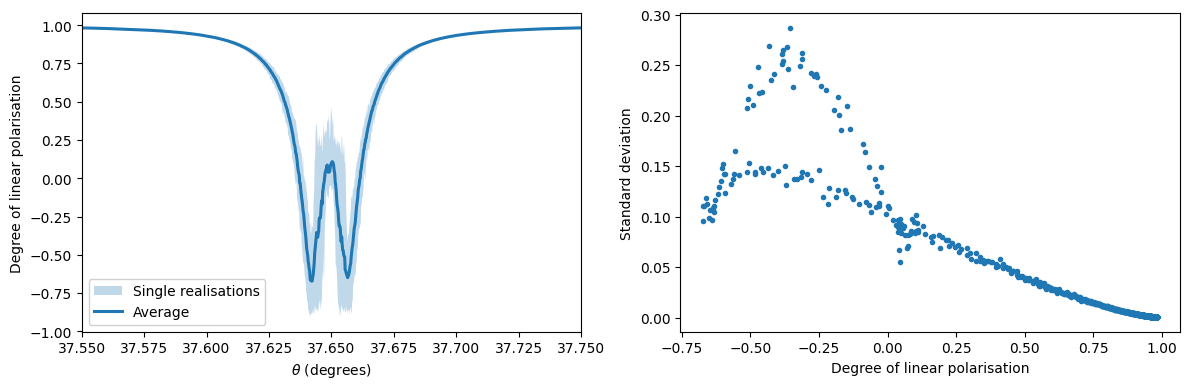 1.00
0.75
0.50
0.25
0.00
−0.25
−0.50
−0.75
−1.00
Degree of linear polarisation
Single realisations
Average
37.550 37.575 37.600 37.625 37.650 37.675 37.700 37.725 37.750
θ (degrees)
0.30
0.25
0.20
0.15
0.10
0.05
0.00
Standard deviation
−0.75 −0.50 −0.25 0.00 0.25 0.50 0.75 1.00
Degree of linear polarisation